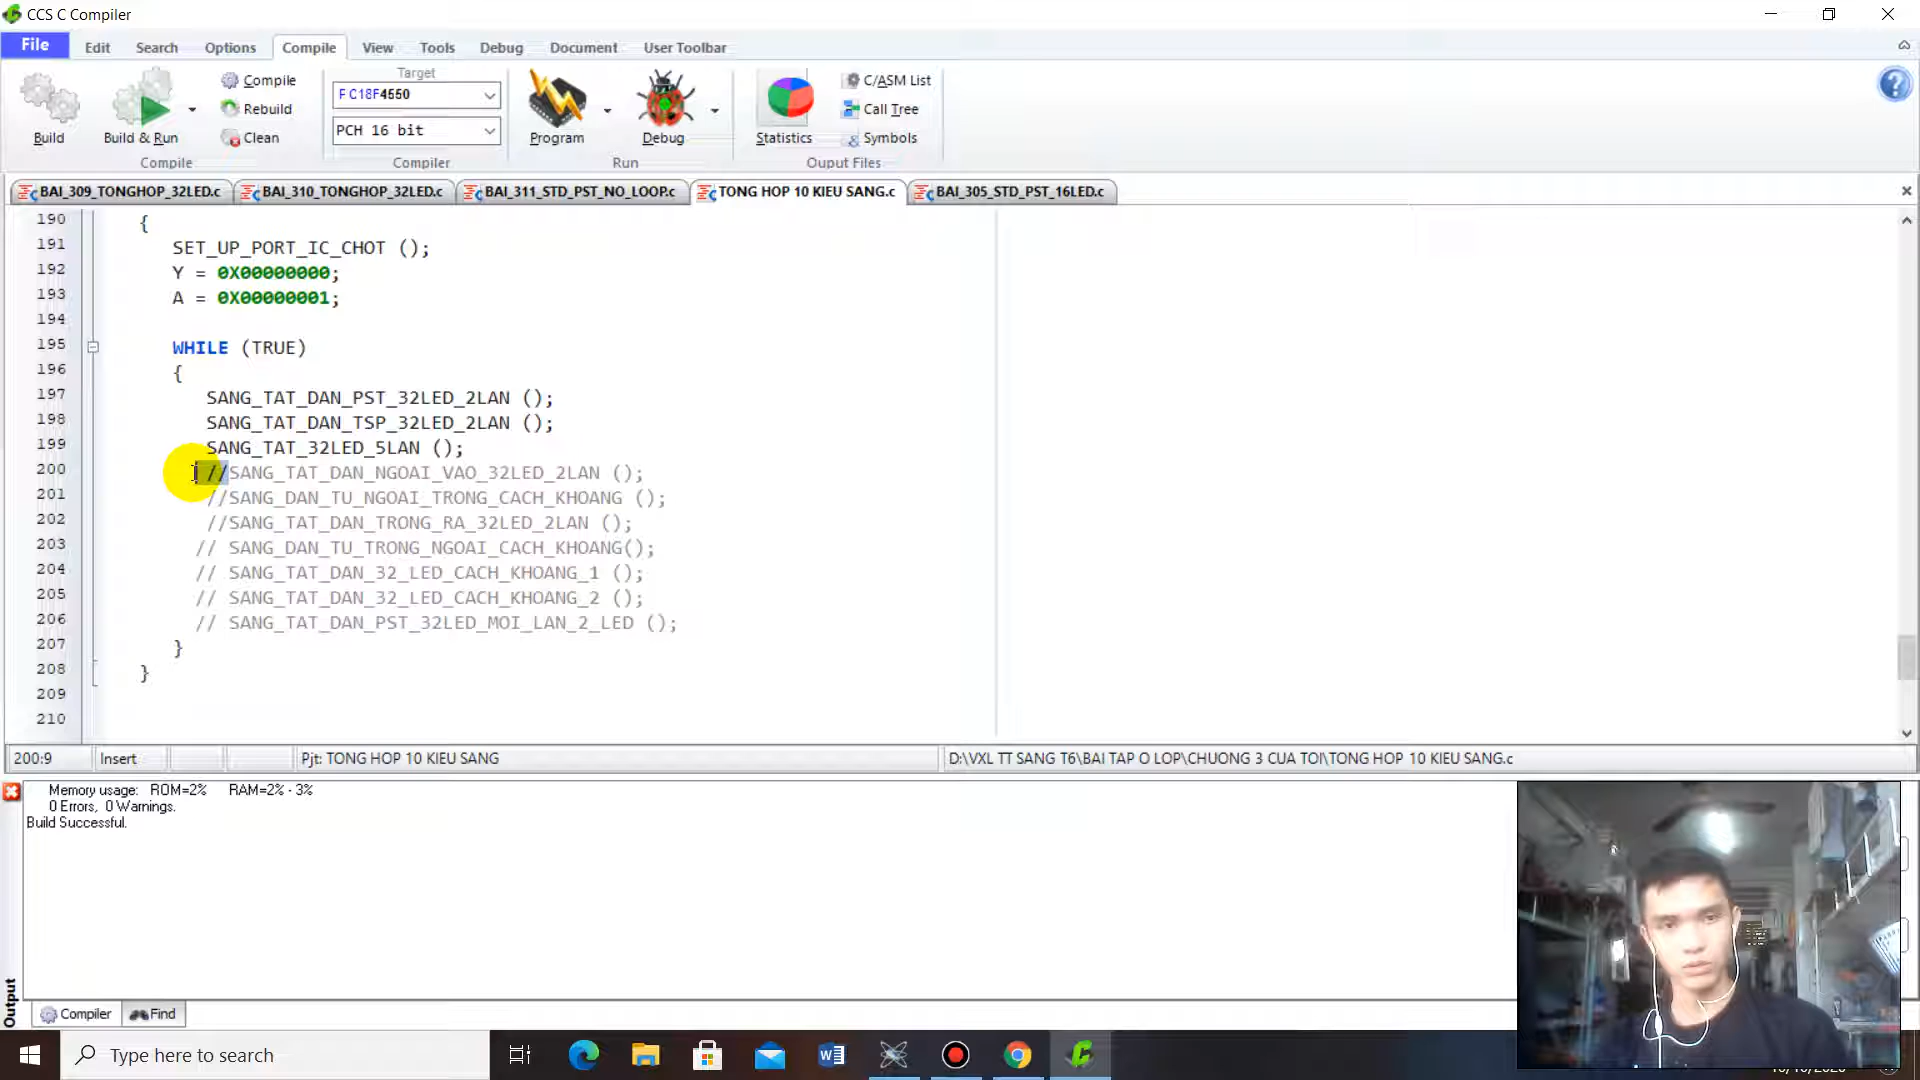 CCS C Compiler
File Edit Search Options Compile View Tools Debug Document User Toolbar
Build
Build & Run
Compile
Rebuild
Clean
Compile
Target
PCH 16 bit
Compiler
Program
Debug
Run
Statistics
C/ASM List
Call Tree
Symbols
Ouput Files
BAI_309_TONGHOP_32LED.c BAI_310_TONGHOP_32LED.c BAI_311_STD_PST_NO_LOOP.c TONG HOP 10 KIEU SANG.c BAI_305_STD_PST_16LED.c
190 {
191 SET_UP_PORT_IC_CHOT ();
192 Y = 0X00000000;
193 A = 0X00000001;
194
195 WHILE (TRUE)
196 {
197 SANG_TAT_DAN_PST_32LED_2LAN ();
198 SANG_TAT_DAN_TSP_32LED_2LAN ();
199 SANG_TAT_32LED_5LAN ();
200 //SANG_TAT_DAN_NGOAI_VAO_32LED_2LAN ();
201 //SANG_DAN_TU_NGOAI_TRONG_CACH_KHOANG ();
202 //SANG_TAT_DAN_TRONG_RA_32LED_2LAN ();
203 // SANG_DAN_TU_TRONG_NGOAI_CACH_KHOANG();
204 // SANG_TAT_DAN_32_LED_CACH_KHOANG_1 ();
205 // SANG_TAT_DAN_32_LED_CACH_KHOANG_2 ();
206 // SANG_TAT_DAN_PST_32LED_MOI_LAN_2_LED ();
207 }
208 }
209
210
200:9 Insert Pjt: TONG HOP 10 KIEU SANG D:\VXL TT SANG T6\BAI TAP O LOP\CHUONG 3 CUA TOI\TONG HOP 10 KIEU SANG.c
Memory usage: ROM=2% RAM=2% - 3%
0 Errors, 0 Warnings.
Build Successful.
Output
Compiler Find
Type here to search